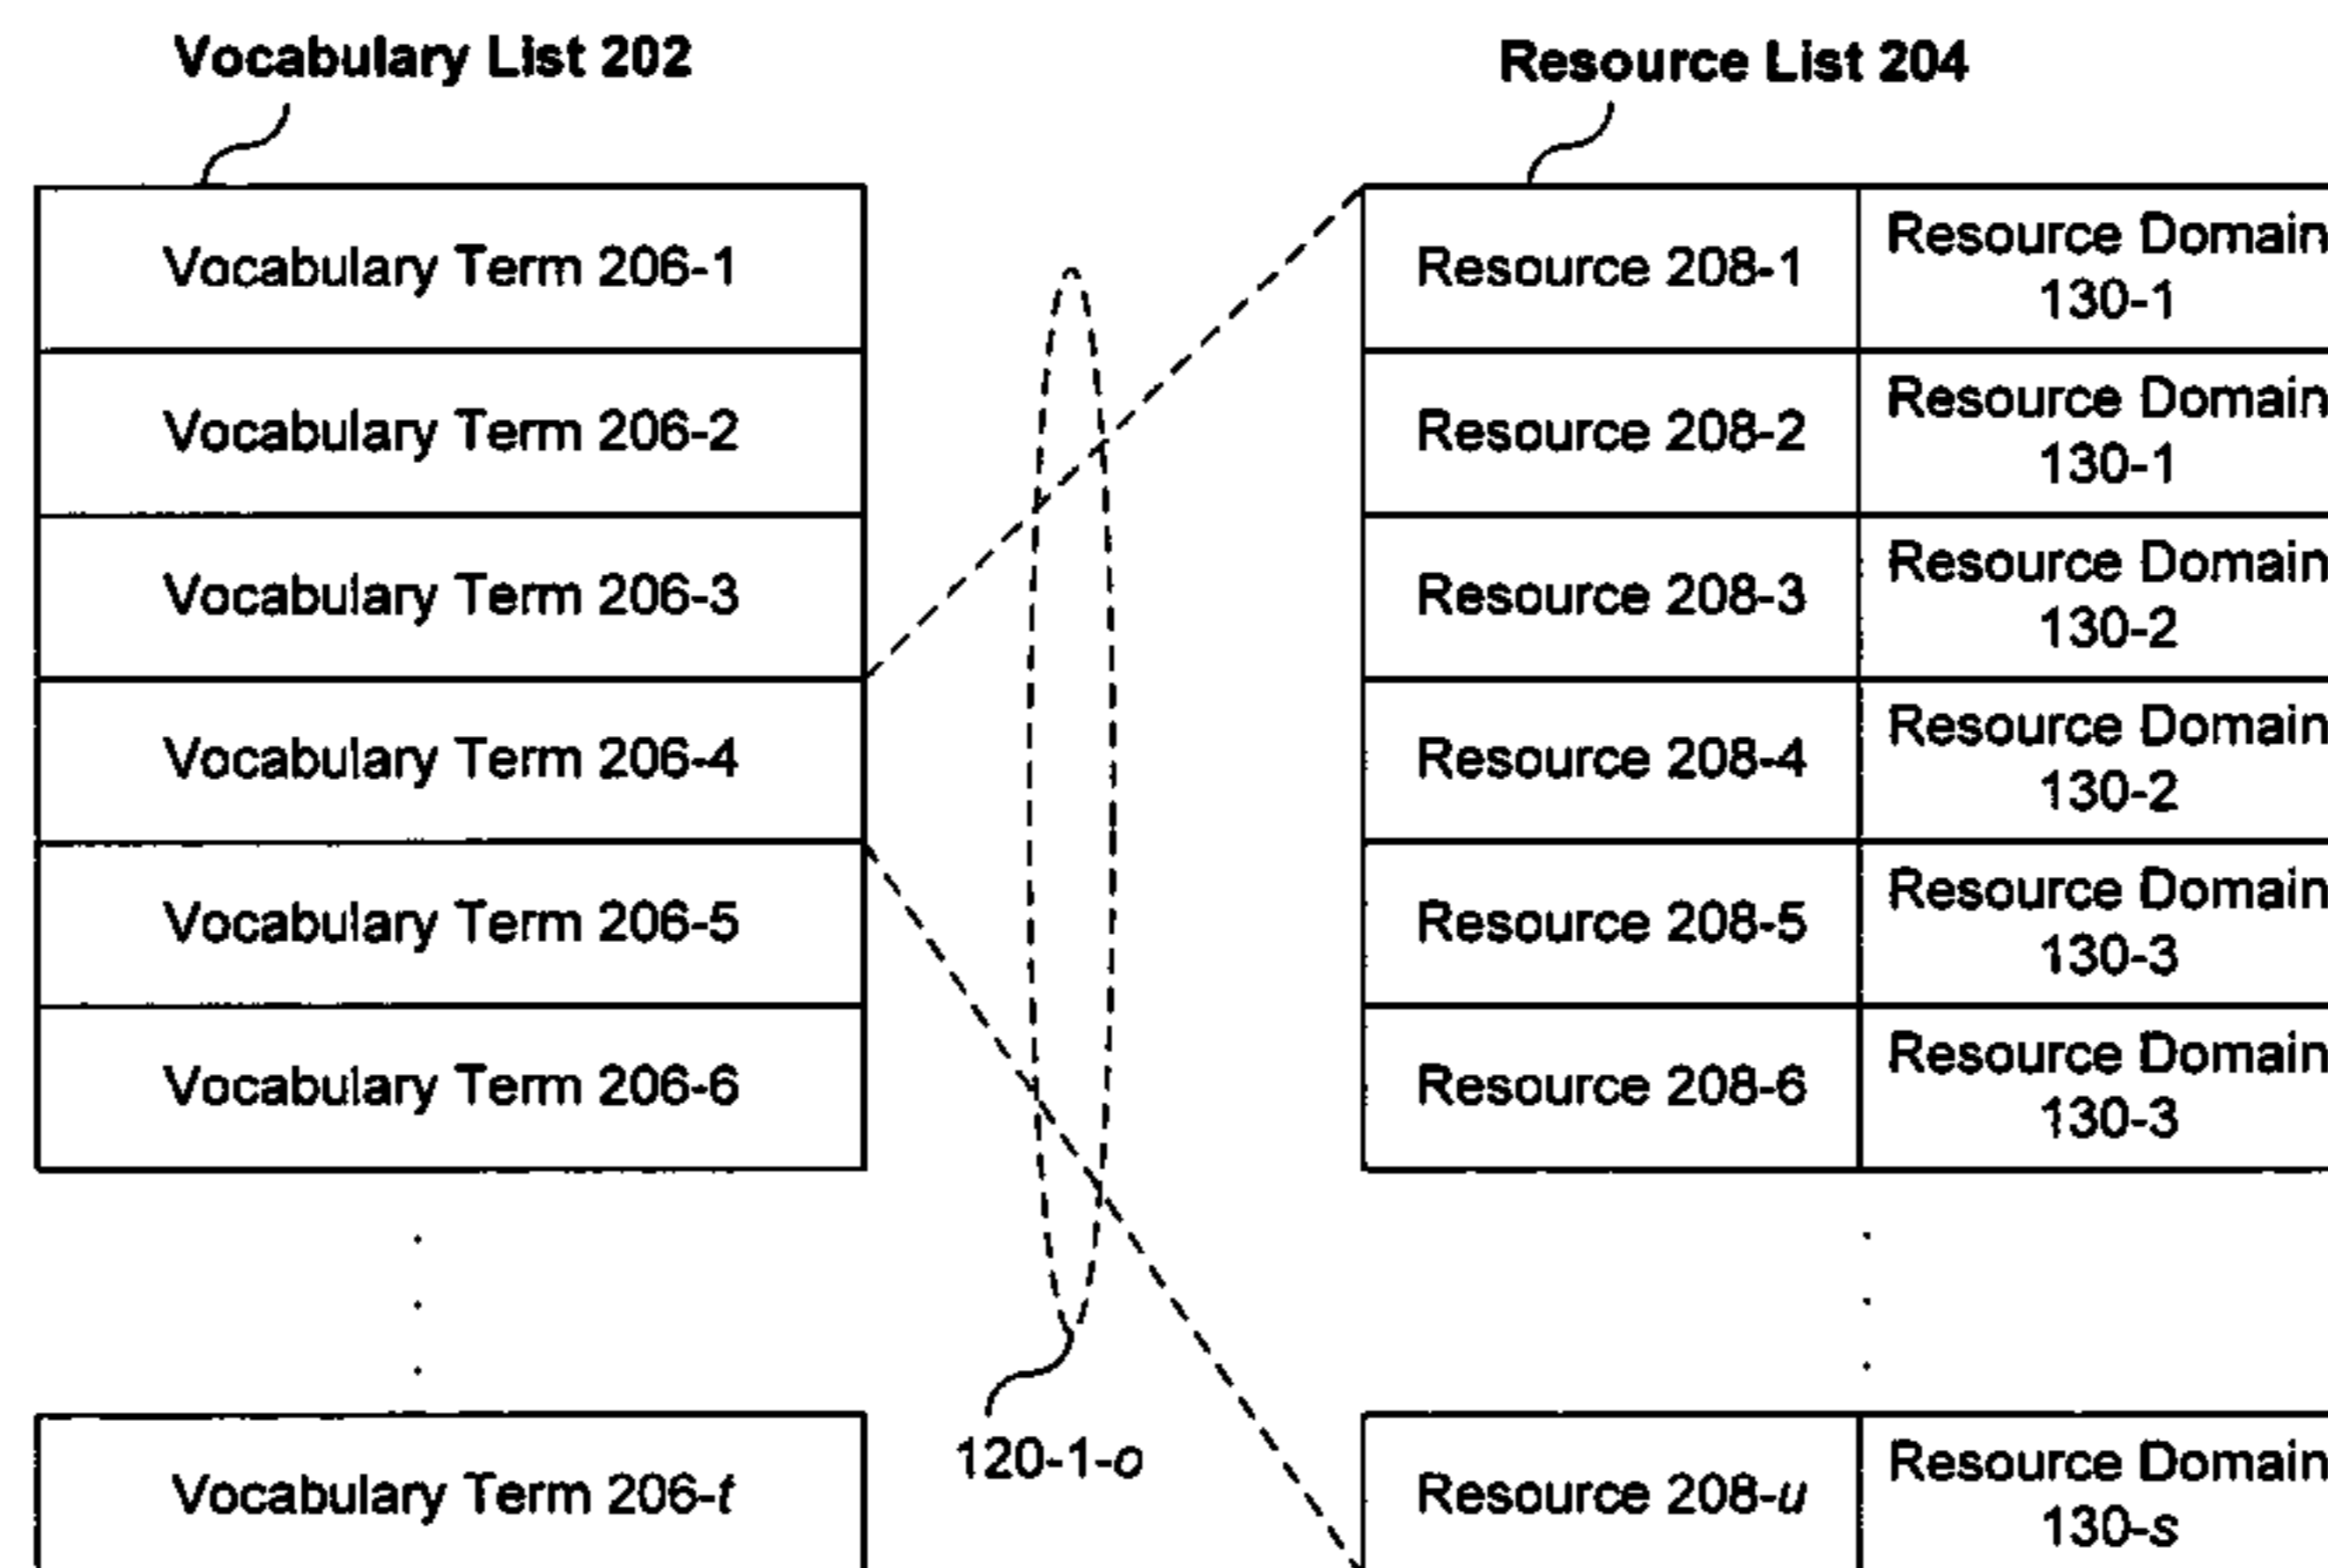 Vocabulary List 202
Vocabulary Term 206-1
Vocabulary Term 206-2
Vocabulary Term 206-3
Vocabulary Term 206-4
Vocabulary Term 206-5
Vocabulary Term 206-6
Vocabulary Term 206-t
120-1-o
Resource List 204
Resource 208-1
Resource Domain
130-1
Resource 208-2
Resource Domain
130-1
Resource 208-3
Resource Domain
130-2
Resource 208-4
Resource Domain
130-2
Resource 208-5
Resource Domain
130-3
Resource 208-6
Resource Domain
130-3
Resource 208-u
Resource Domain
130-s